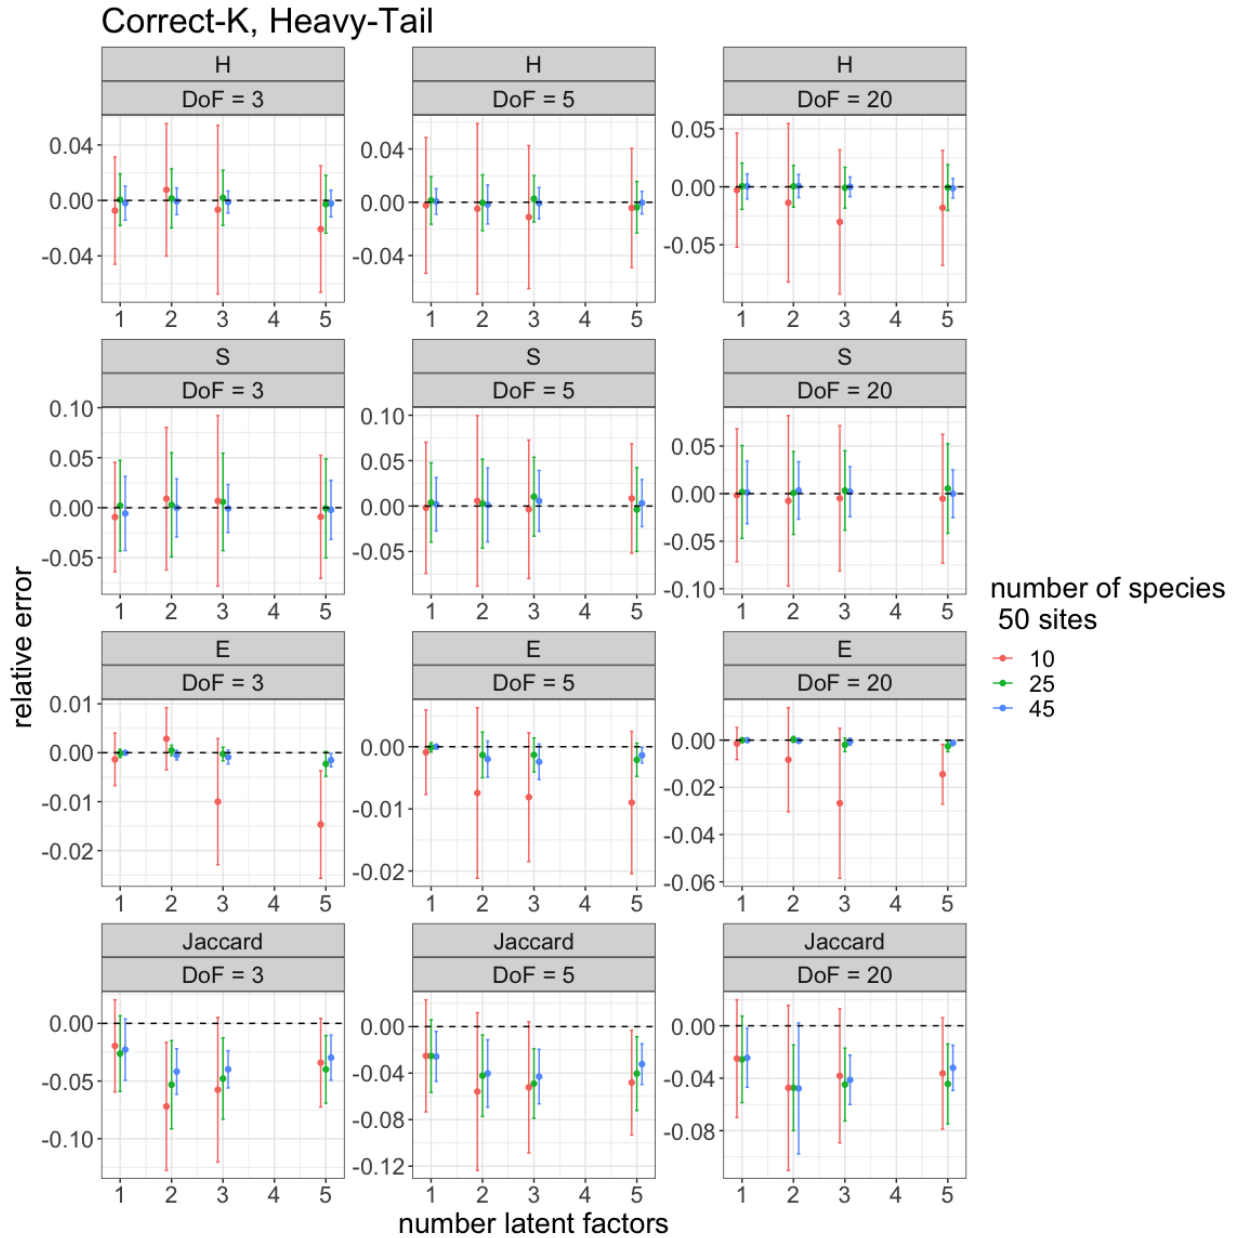 Correct-K, Heavy-Tail
H H H
DoF = 3 DoF = 5 DoF = 20
0.04 0.00 -0.04
0.04 0.00 -0.04
0.05 0.00 -0.05
1 2 3 4 5 1 2 3 4 5 1 2 3 4 5
S S S
DoF = 3 DoF = 5 DoF = 20
0.10 0.05 0.00 -0.05
0.10 0.05 0.00 -0.05
0.05 0.00 -0.05 -0.10
1 2 3 4 5 1 2 3 4 5 1 2 3 4 5
E E E
DoF = 3 DoF = 5 DoF = 20
0.01 0.00 -0.01 -0.02
0.00 -0.01 -0.02
0.00 -0.02 -0.04 -0.06
1 2 3 4 5 1 2 3 4 5 1 2 3 4 5
Jaccard Jaccard Jaccard
DoF = 3 DoF = 5 DoF = 20
0.00 -0.05 -0.10
0.00 -0.04 -0.08 -0.12
0.00 -0.04 -0.08
1 2 3 4 5 1 2 3 4 5 1 2 3 4 5
relative error
number latent factors
number of species
50 sites
10
25
45